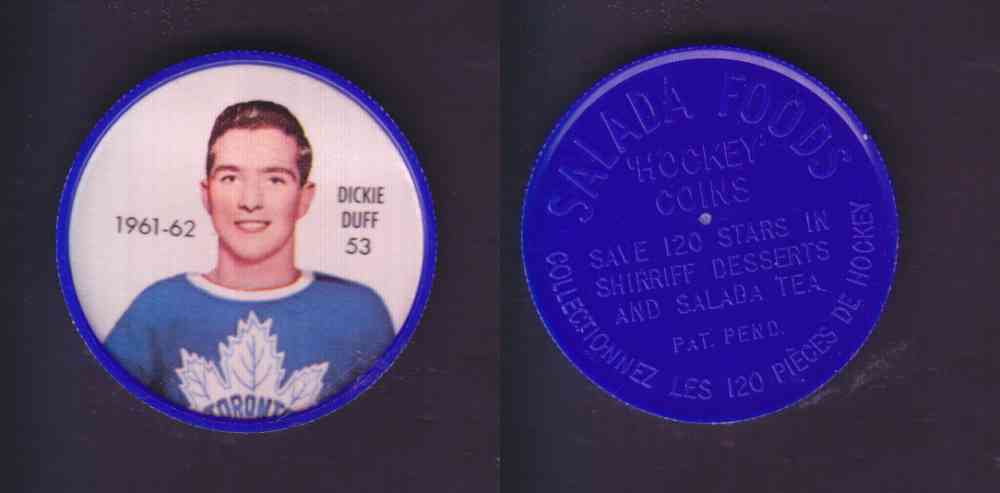 1961-62
DICKIE
DUFF
53
TORONTO
SALADA FOODS
'HOCKEY'
COINS
SAVE 120 STARS IN
SHIRRIFF DESSERTS
AND SALADA TEA
PAT. PEND.
COLLECTIONNEZ LES 120 PIÈCES DE HOCKEY